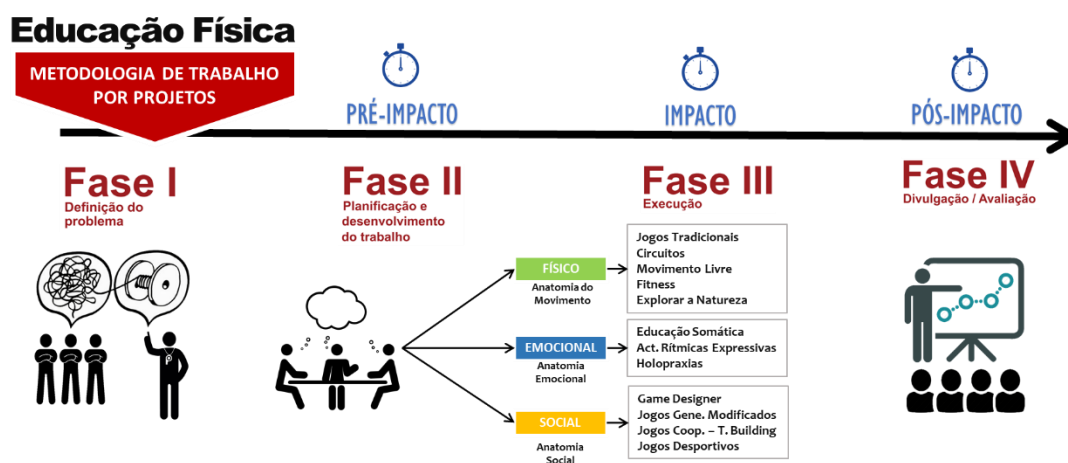 Educação Física
METODOLOGIA DE TRABALHO
POR PROJETOS
PRÉ-IMPACTO
IMPACTO
PÓS-IMPACTO
Fase I
Definição do
problema
Fase II
Planificação e
desenvolvimento
do trabalho
Fase III
Execução
Fase IV
Divulgação / Avaliação
FÍSICO
Anatomia do
Movimento
Jogos Tradicionais
Circuitos
Movimento Livre
Fitness
Explorar a Natureza
EMOCIONAL
Anatomia
Emocional
Educação Somática
Act. Rítmicas Expressivas
Holopraxias
SOCIAL
Anatomia
Social
Game Designer
Jogos Gene. Modificados
Jogos Coop. – T. Building
Jogos Desportivos